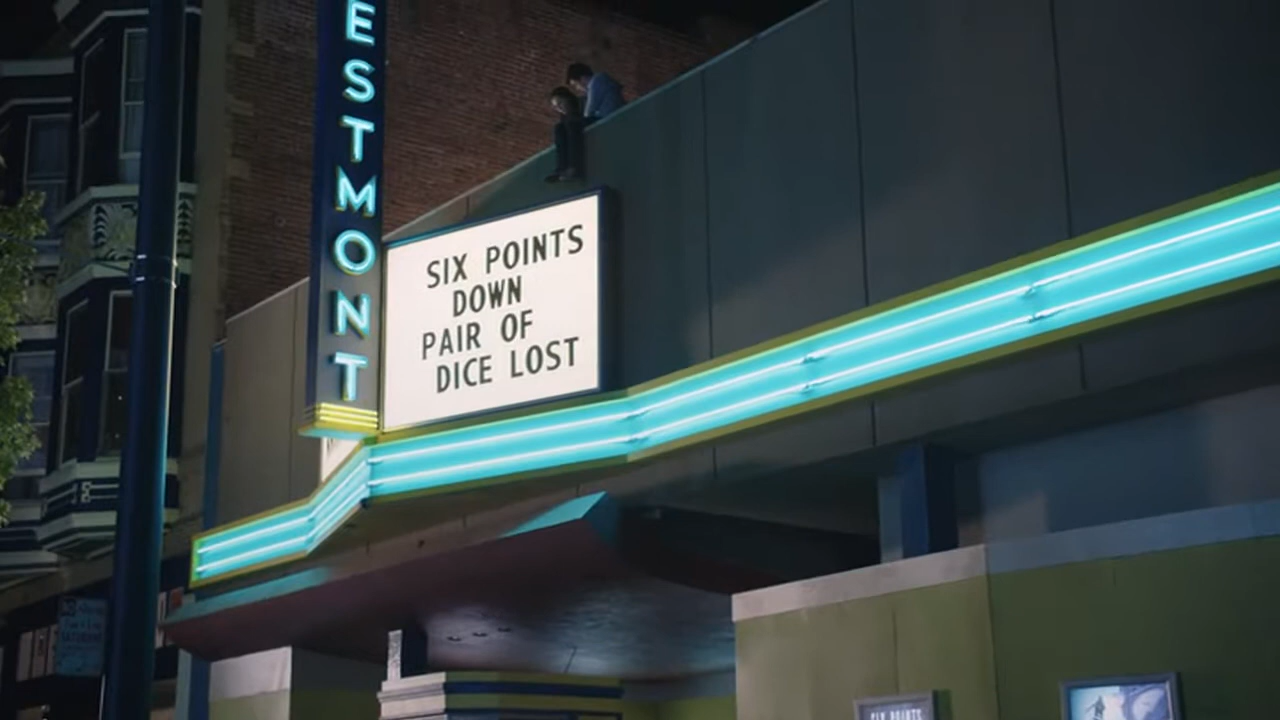 ESTMONT
SIX POINTS
DOWN
PAIR OF
DICE LOST
SIX POINTS